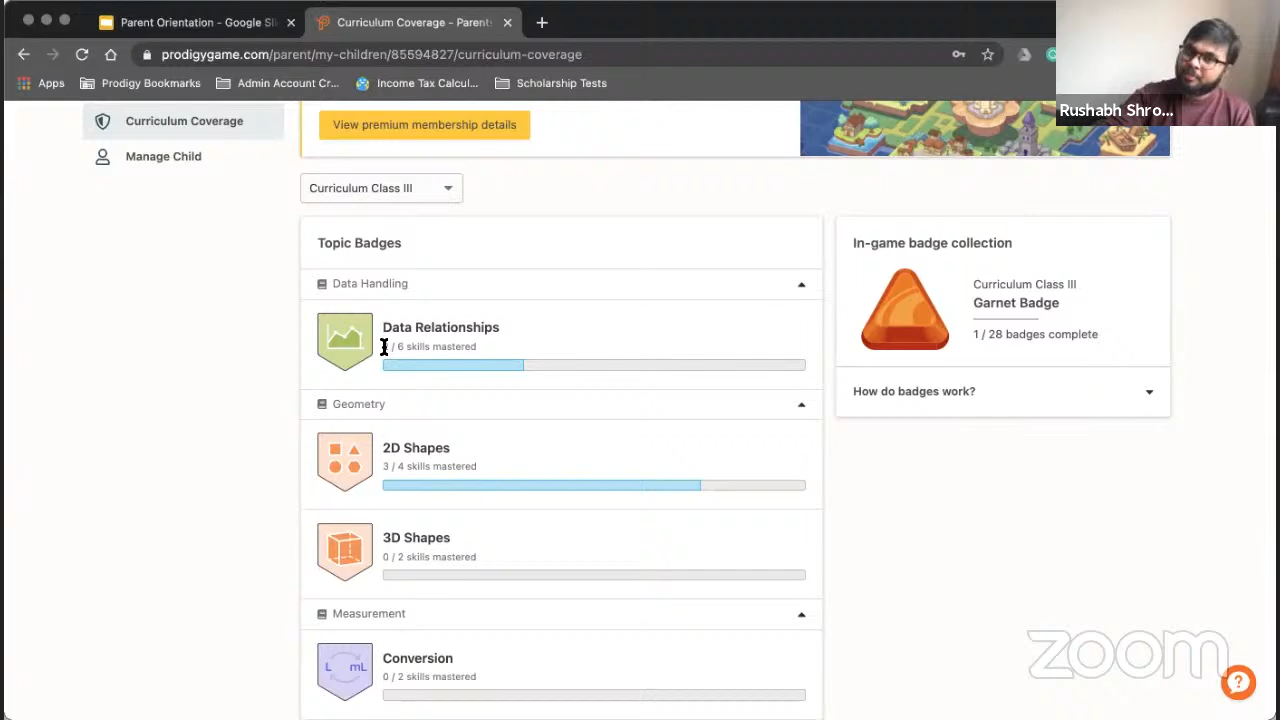 Parent Orientation - Google Sli
Curriculum Coverage - Parents
prodigygame.com/parent/my-children/85594827/curriculum-coverage
Apps
Prodigy Bookmarks
Admin Account Cr...
Income Tax Calcul...
Scholarship Tests
Rushabh Shro...
Curriculum Coverage
Manage Child
View premium membership details
Curriculum Class III
Topic Badges
Data Handling
Data Relationships
/ 6 skills mastered
Geometry
2D Shapes
3 / 4 skills mastered
3D Shapes
0 / 2 skills mastered
Measurement
L mL
Conversion
0 / 2 skills mastered
In-game badge collection
Curriculum Class III
Garnet Badge
1 / 28 badges complete
How do badges work?
zoom
?